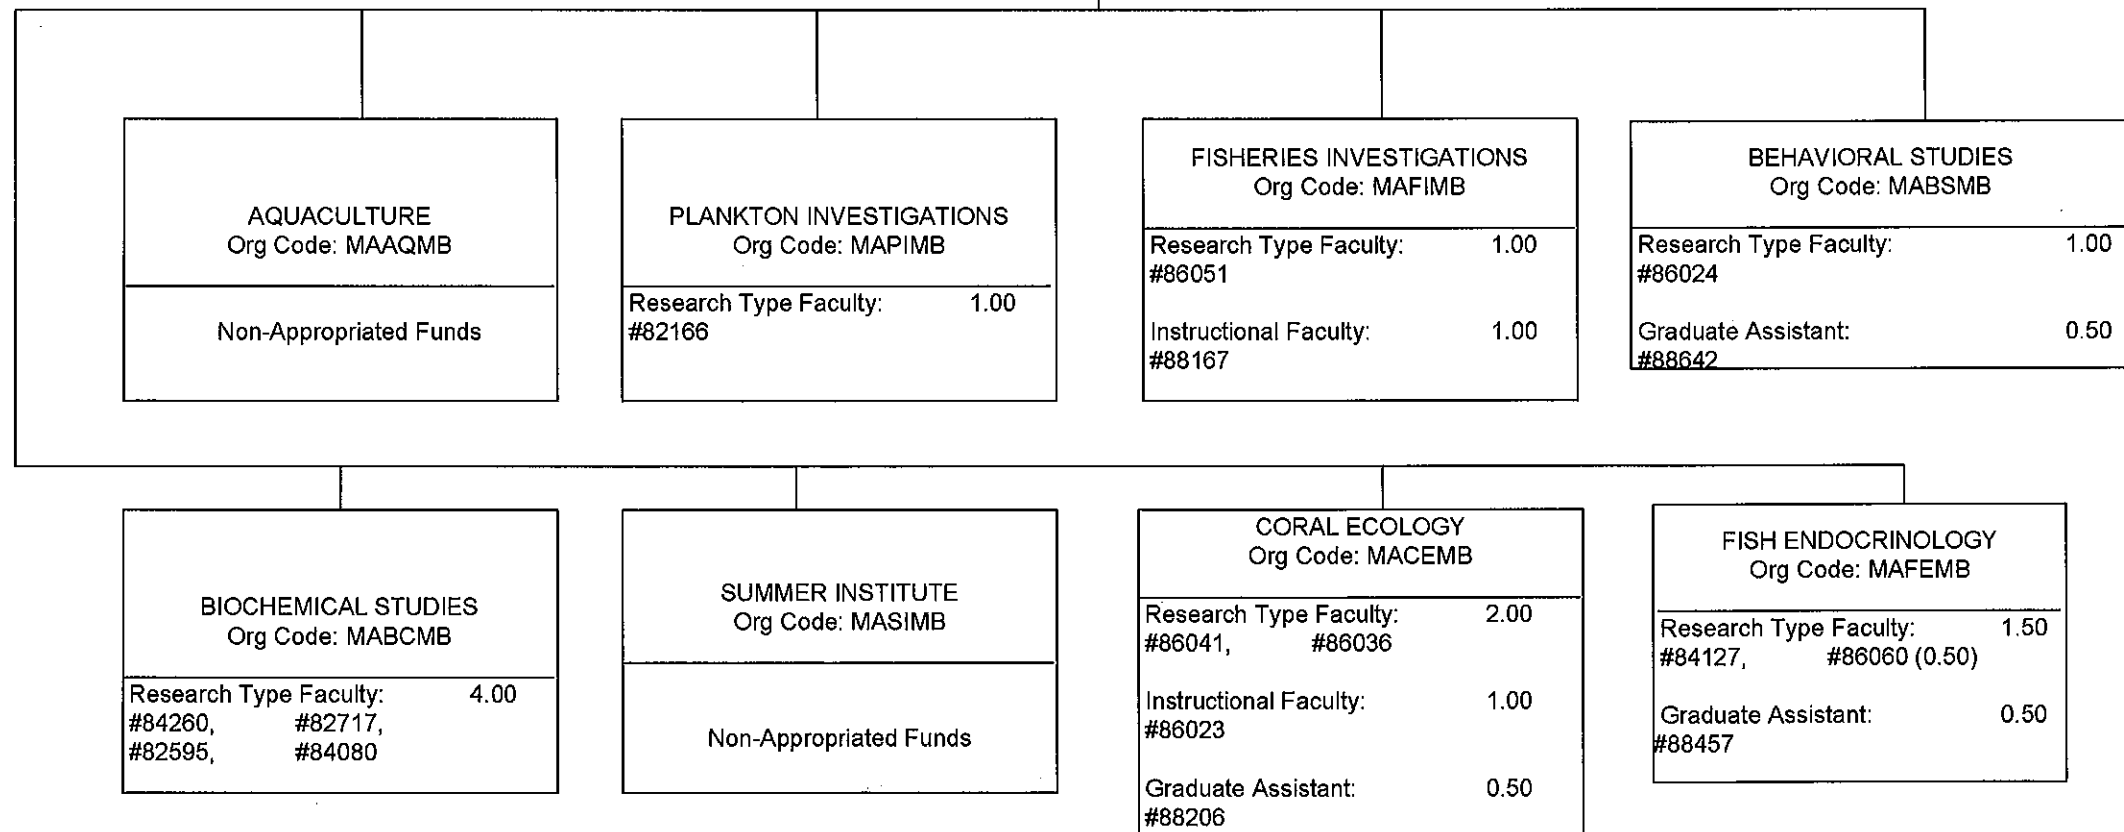 AQUACULTURE
Org Code: MAAQMB
Non-Appropriated Funds
PLANKTON INVESTIGATIONS
Org Code: MAPIMB
Research Type Faculty: 1.00
#82166
FISHERIES INVESTIGATIONS
Org Code: MAFIMB
Research Type Faculty: 1.00
#86051
Instructional Faculty: 1.00
#88167
BEHAVIORAL STUDIES
Org Code: MABSMB
Research Type Faculty: 1.00
#86024
Graduate Assistant: 0.50
#88642
BIOCHEMICAL STUDIES
Org Code: MABCMB
Research Type Faculty: 4.00
#84260, #82717,
#82595, #84080
SUMMER INSTITUTE
Org Code: MASIMB
Non-Appropriated Funds
CORAL ECOLOGY
Org Code: MACEMB
Research Type Faculty: 2.00
#86041, #86036
Instructional Faculty: 1.00
#86023
Graduate Assistant: 0.50
#88206
FISH ENDOCRINOLOGY
Org Code: MAFEMB
Research Type Faculty: 1.50
#84127, #86060 (0.50)
Graduate Assistant: 0.50
#88457